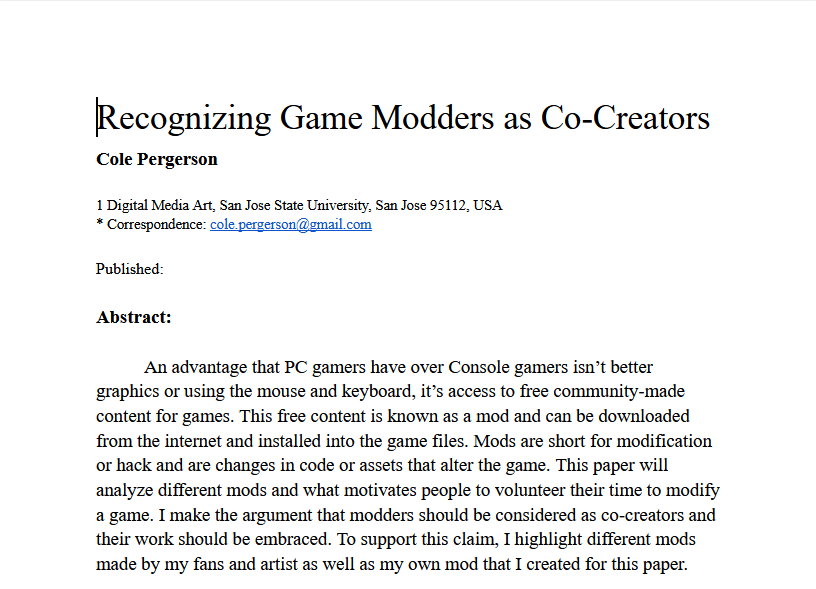 Recognizing Game Modders as Co-Creators
Cole Pergerson
1 Digital Media Art, San Jose State University, San Jose 95112, USA
* Correspondence: cole.pergerson@gmail.com
Published:
Abstract:
An advantage that PC gamers have over Console gamers isn’t better
graphics or using the mouse and keyboard, it’s access to free community-made
content for games. This free content is known as a mod and can be downloaded
from the internet and installed into the game files. Mods are short for modification
or hack and are changes in code or assets that alter the game. This paper will
analyze different mods and what motivates people to volunteer their time to modify
a game. I make the argument that modders should be considered as co-creators and
their work should be embraced. To support this claim, I highlight different mods
made by my fans and artist as well as my own mod that I created for this paper.